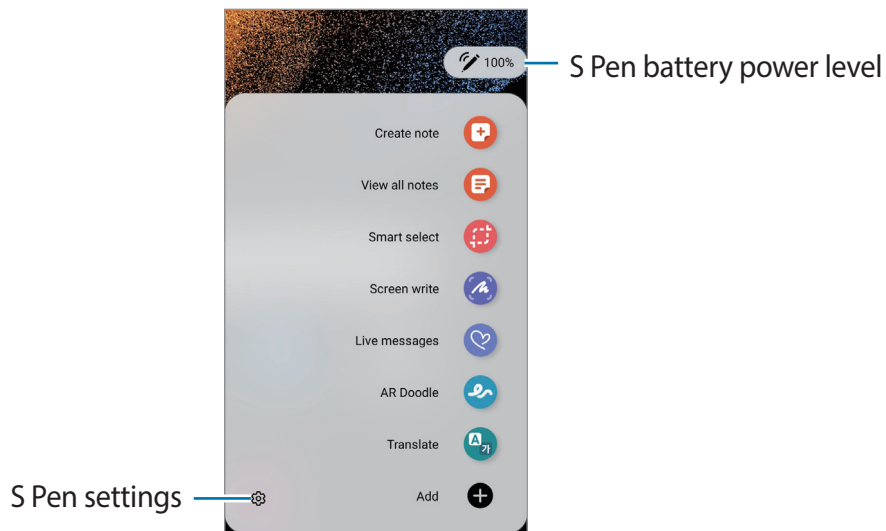 100%
S Pen battery power level
Create note
View all notes
Smart select
Screen write
Live messages
AR Doodle
Translate
A
가
S Pen settings
Add